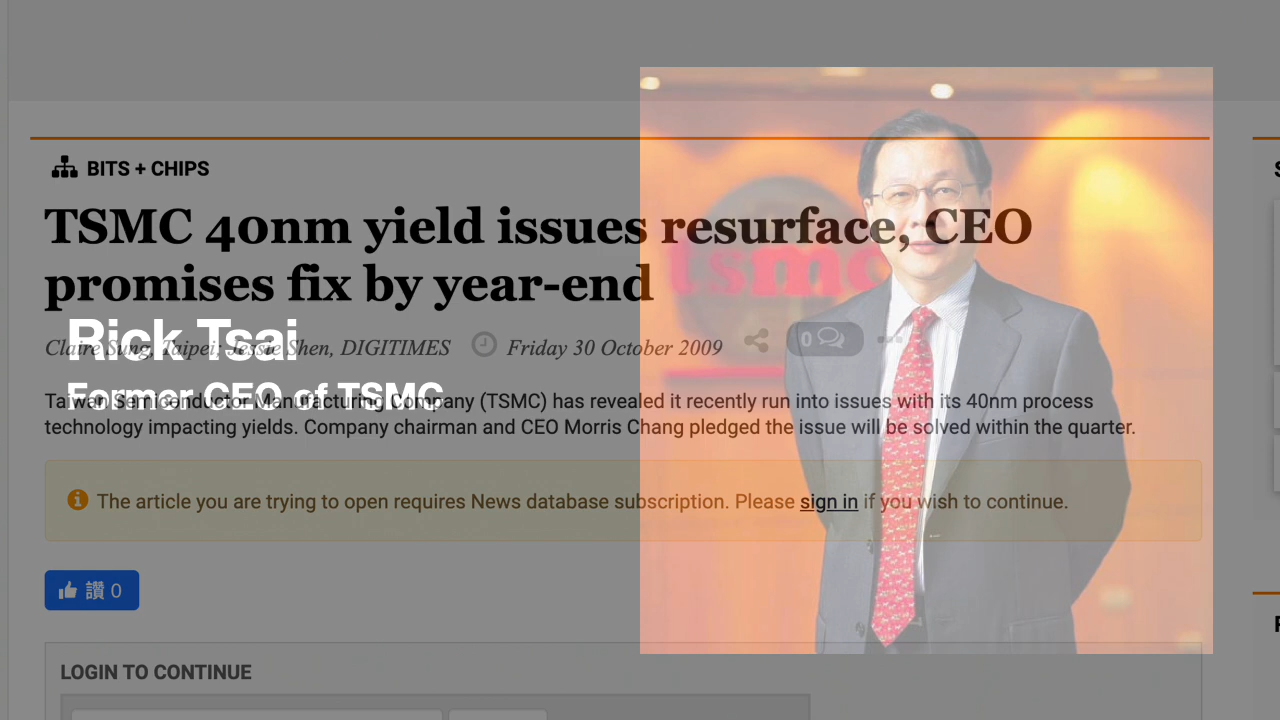 BITS + CHIPS
TSMC 40nm yield issues resurface, CEO
promises fix by year-end
tsmc
Rick Tsai
Claire Sung, Taipei; Jessie Shen, DIGITIMES Friday 30 October 2009 0
Former CEO of TSMC
Taiwan Semiconductor Manufacturing Company (TSMC) has revealed it recently run into issues with its 40nm process
technology impacting yields. Company chairman and CEO Morris Chang pledged the issue will be solved within the quarter.
The article you are trying to open requires News database subscription. Please sign in if you wish to continue.
讚 0
LOGIN TO CONTINUE